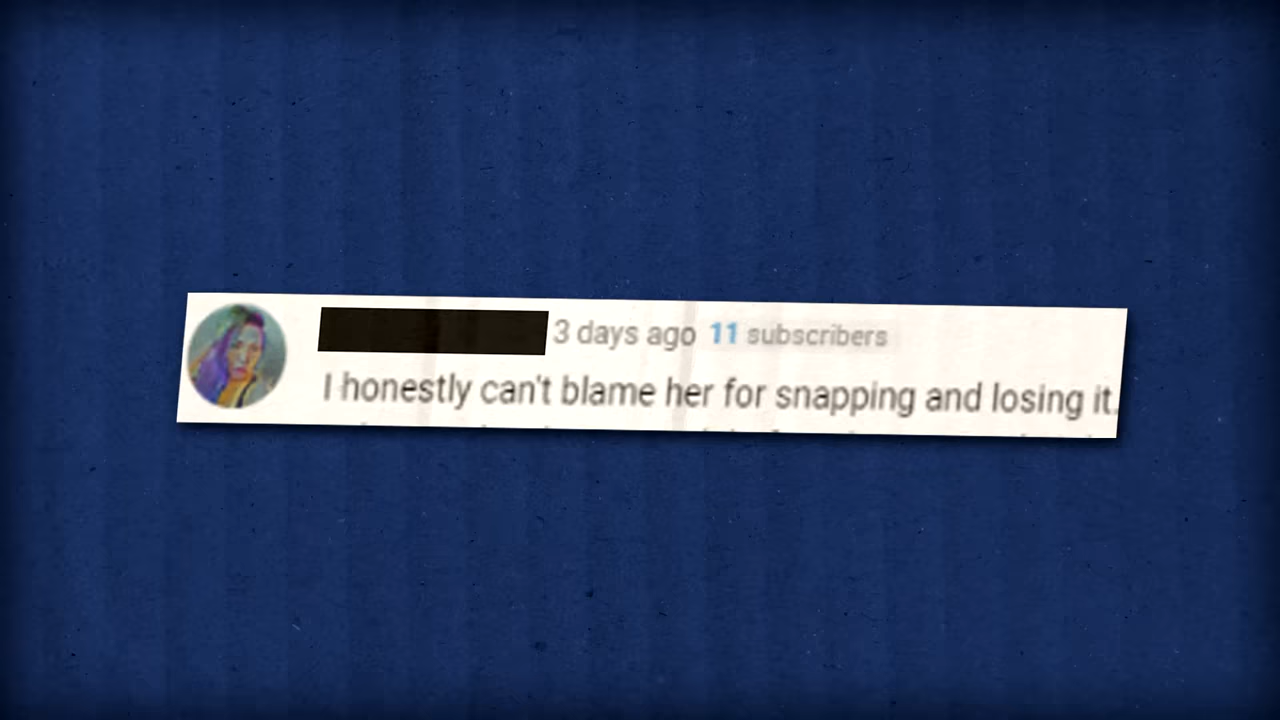 3 days ago 11 subscribers
I honestly can't blame her for snapping and losing it.